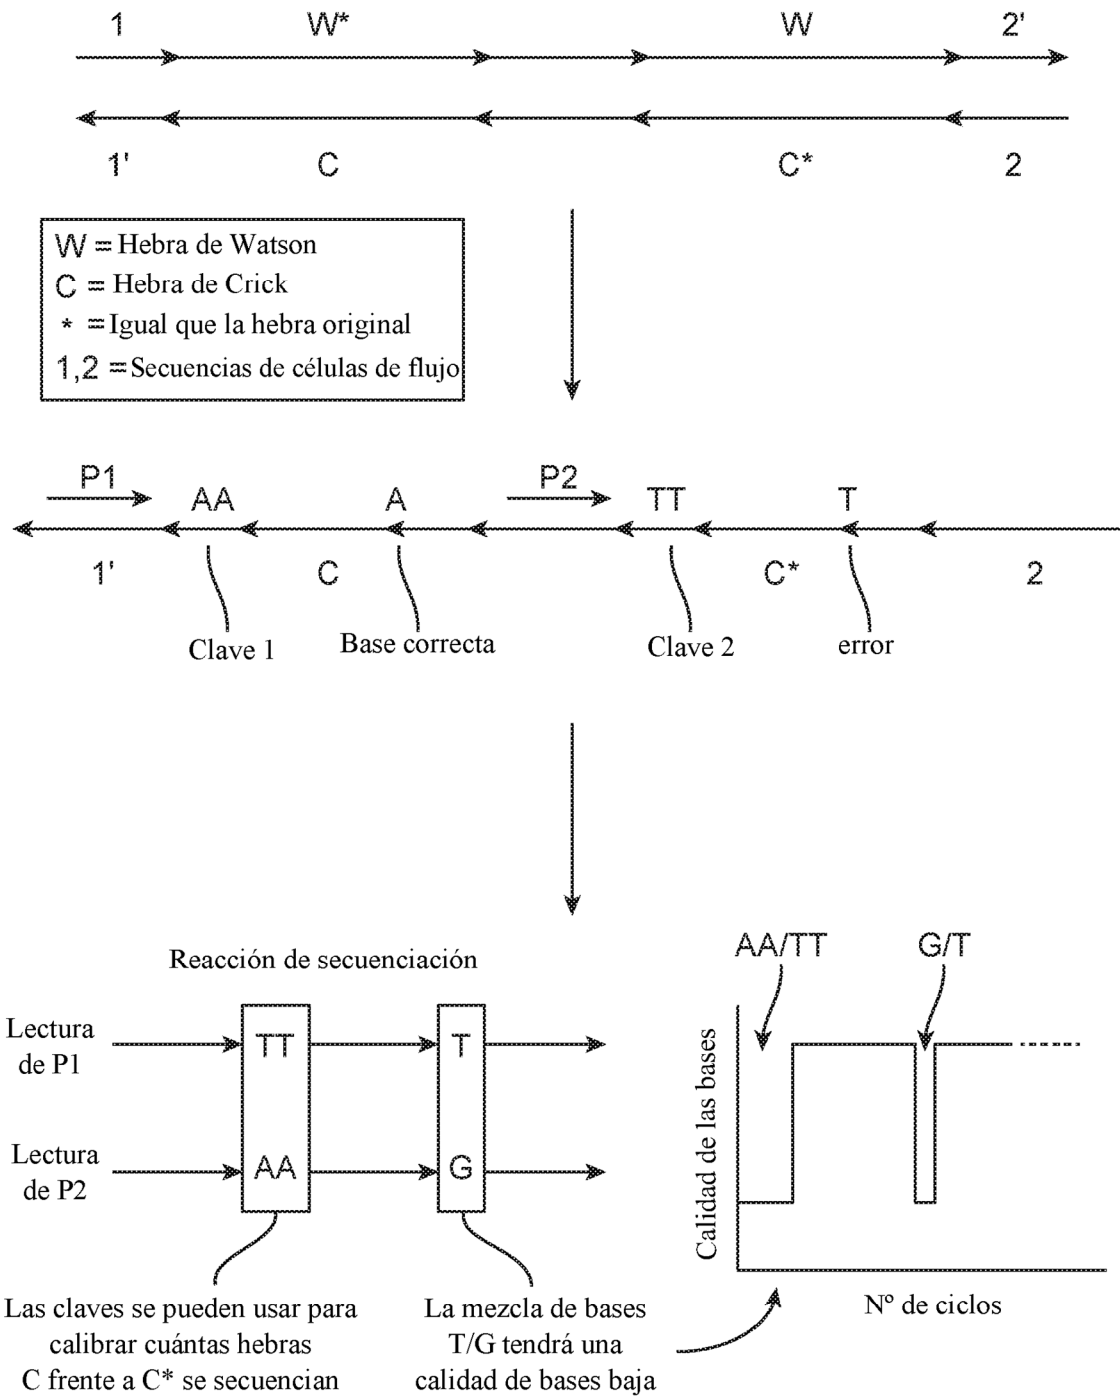 1 W* W 2'
1' C C* 2
W = Hebra de Watson
C = Hebra de Crick
* = Igual que la hebra original
1,2 = Secuencias de células de flujo
P1 AA A P2 TT T
1' C C* 2
Clave 1 Base correcta Clave 2 error
Reacción de secuenciación
Lectura
de P1
TT T
Lectura
de P2
AA G
Las claves se pueden usar para
calibrar cuántas hebras
C frente a C* se secuencian
La mezcla de bases
T/G tendrá una
calidad de bases baja
AA/TT G/T
Calidad de las bases
Nº de ciclos